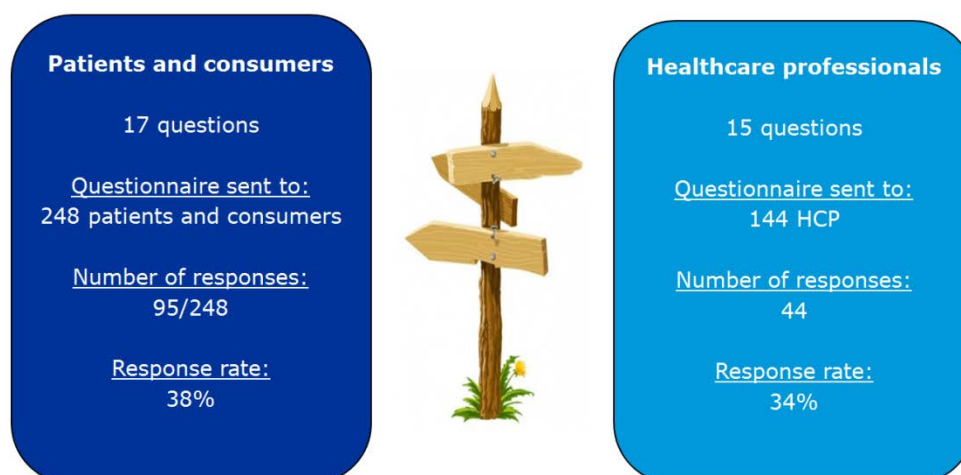 Patients and consumers
17 questions
Questionnaire sent to:
248 patients and consumers
Number of responses:
95/248
Response rate:
38%
Healthcare professionals
15 questions
Questionnaire sent to:
144 HCP
Number of responses:
44
Response rate:
34%